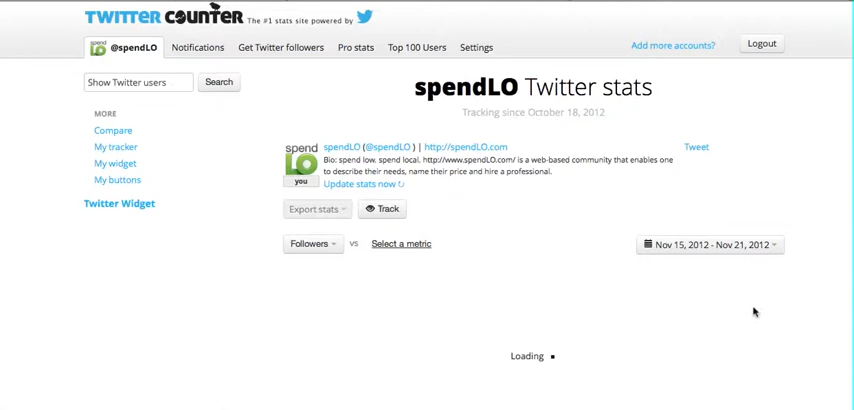 TWITTER COUNTER The #1 stats site powered by
@spendLO Notifications Get Twitter followers Pro stats Top 100 Users Settings Add more accounts? Logout
Show Twitter users Search
spendLO Twitter stats
Tracking since October 18, 2012
MORE
Compare
My tracker
My widget
My buttons
Twitter Widget
spend LO
you
spendLO (@spendLO ) | http://spendLO.com Tweet
Bio: spend low. spend local. http://www.spendLO.com/ is a web-based community that enables one
to describe their needs, name their price and hire a professional.
Update stats now
Export stats Track
Followers vs Select a metric Nov 15, 2012 - Nov 21, 2012
Loading